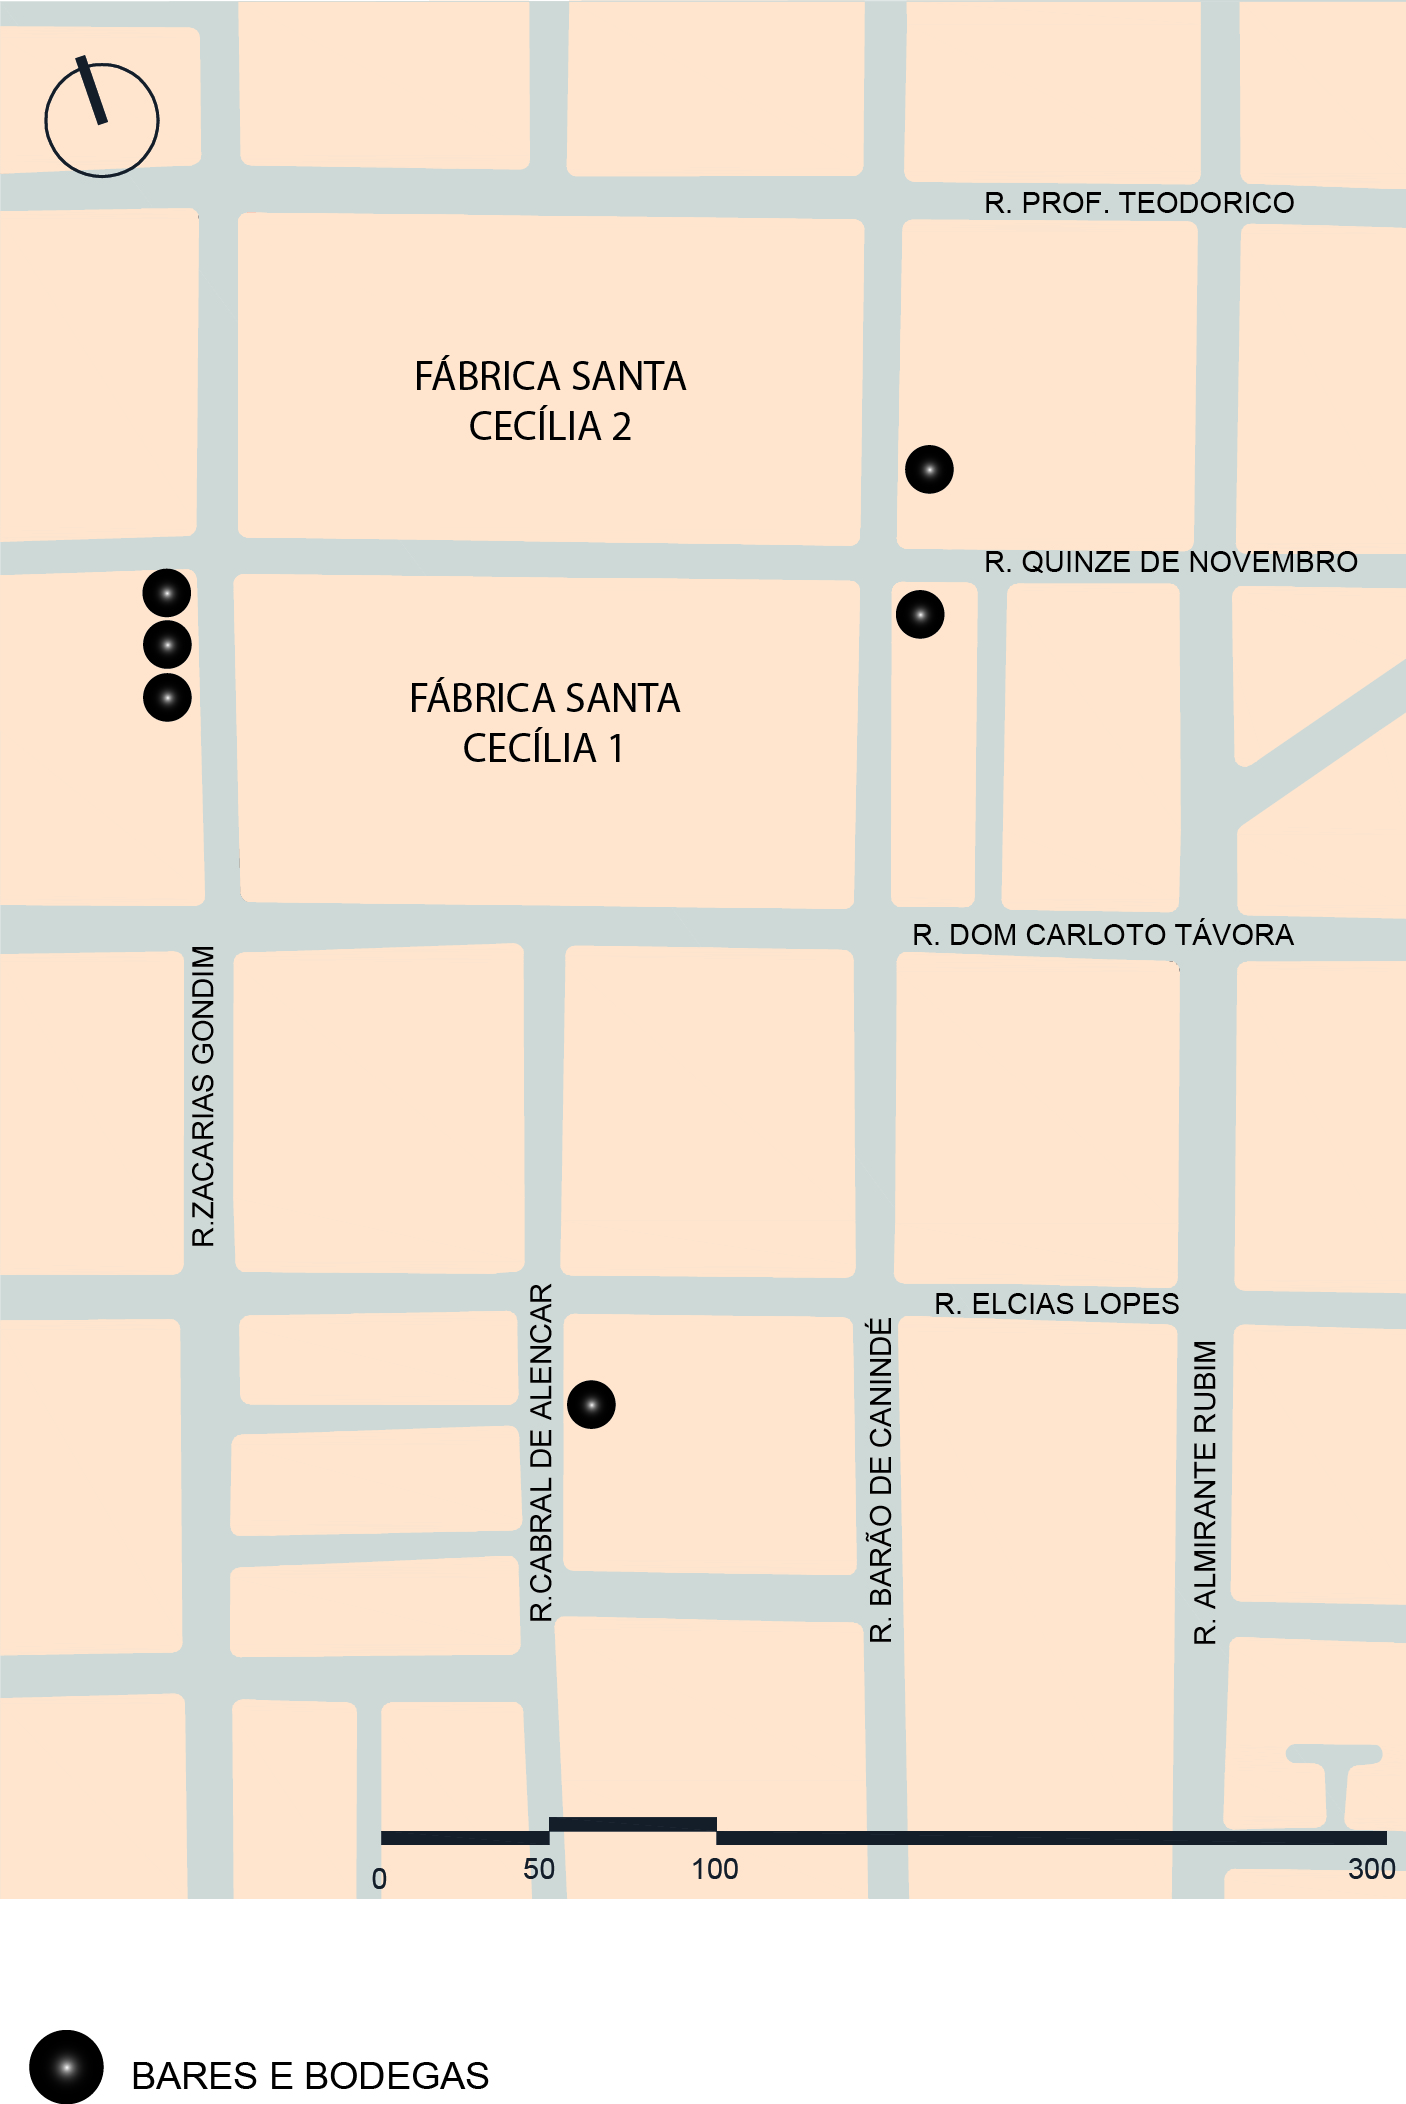 R. PROF. TEODORICO
FÁBRICA SANTA
CECÍLIA 2
R. QUINZE DE NOVEMBRO
FÁBRICA SANTA
CECÍLIA 1
R. DOM CARLOTO TÁVORA
R.ZACARIAS GONDIM
R. ELCIAS LOPES
R.CABRAL DE ALENCAR
R. BARÃO DE CANINDÉ
R. ALMIRANTE RUBIM
0 50 100 300
BARES E BODEGAS